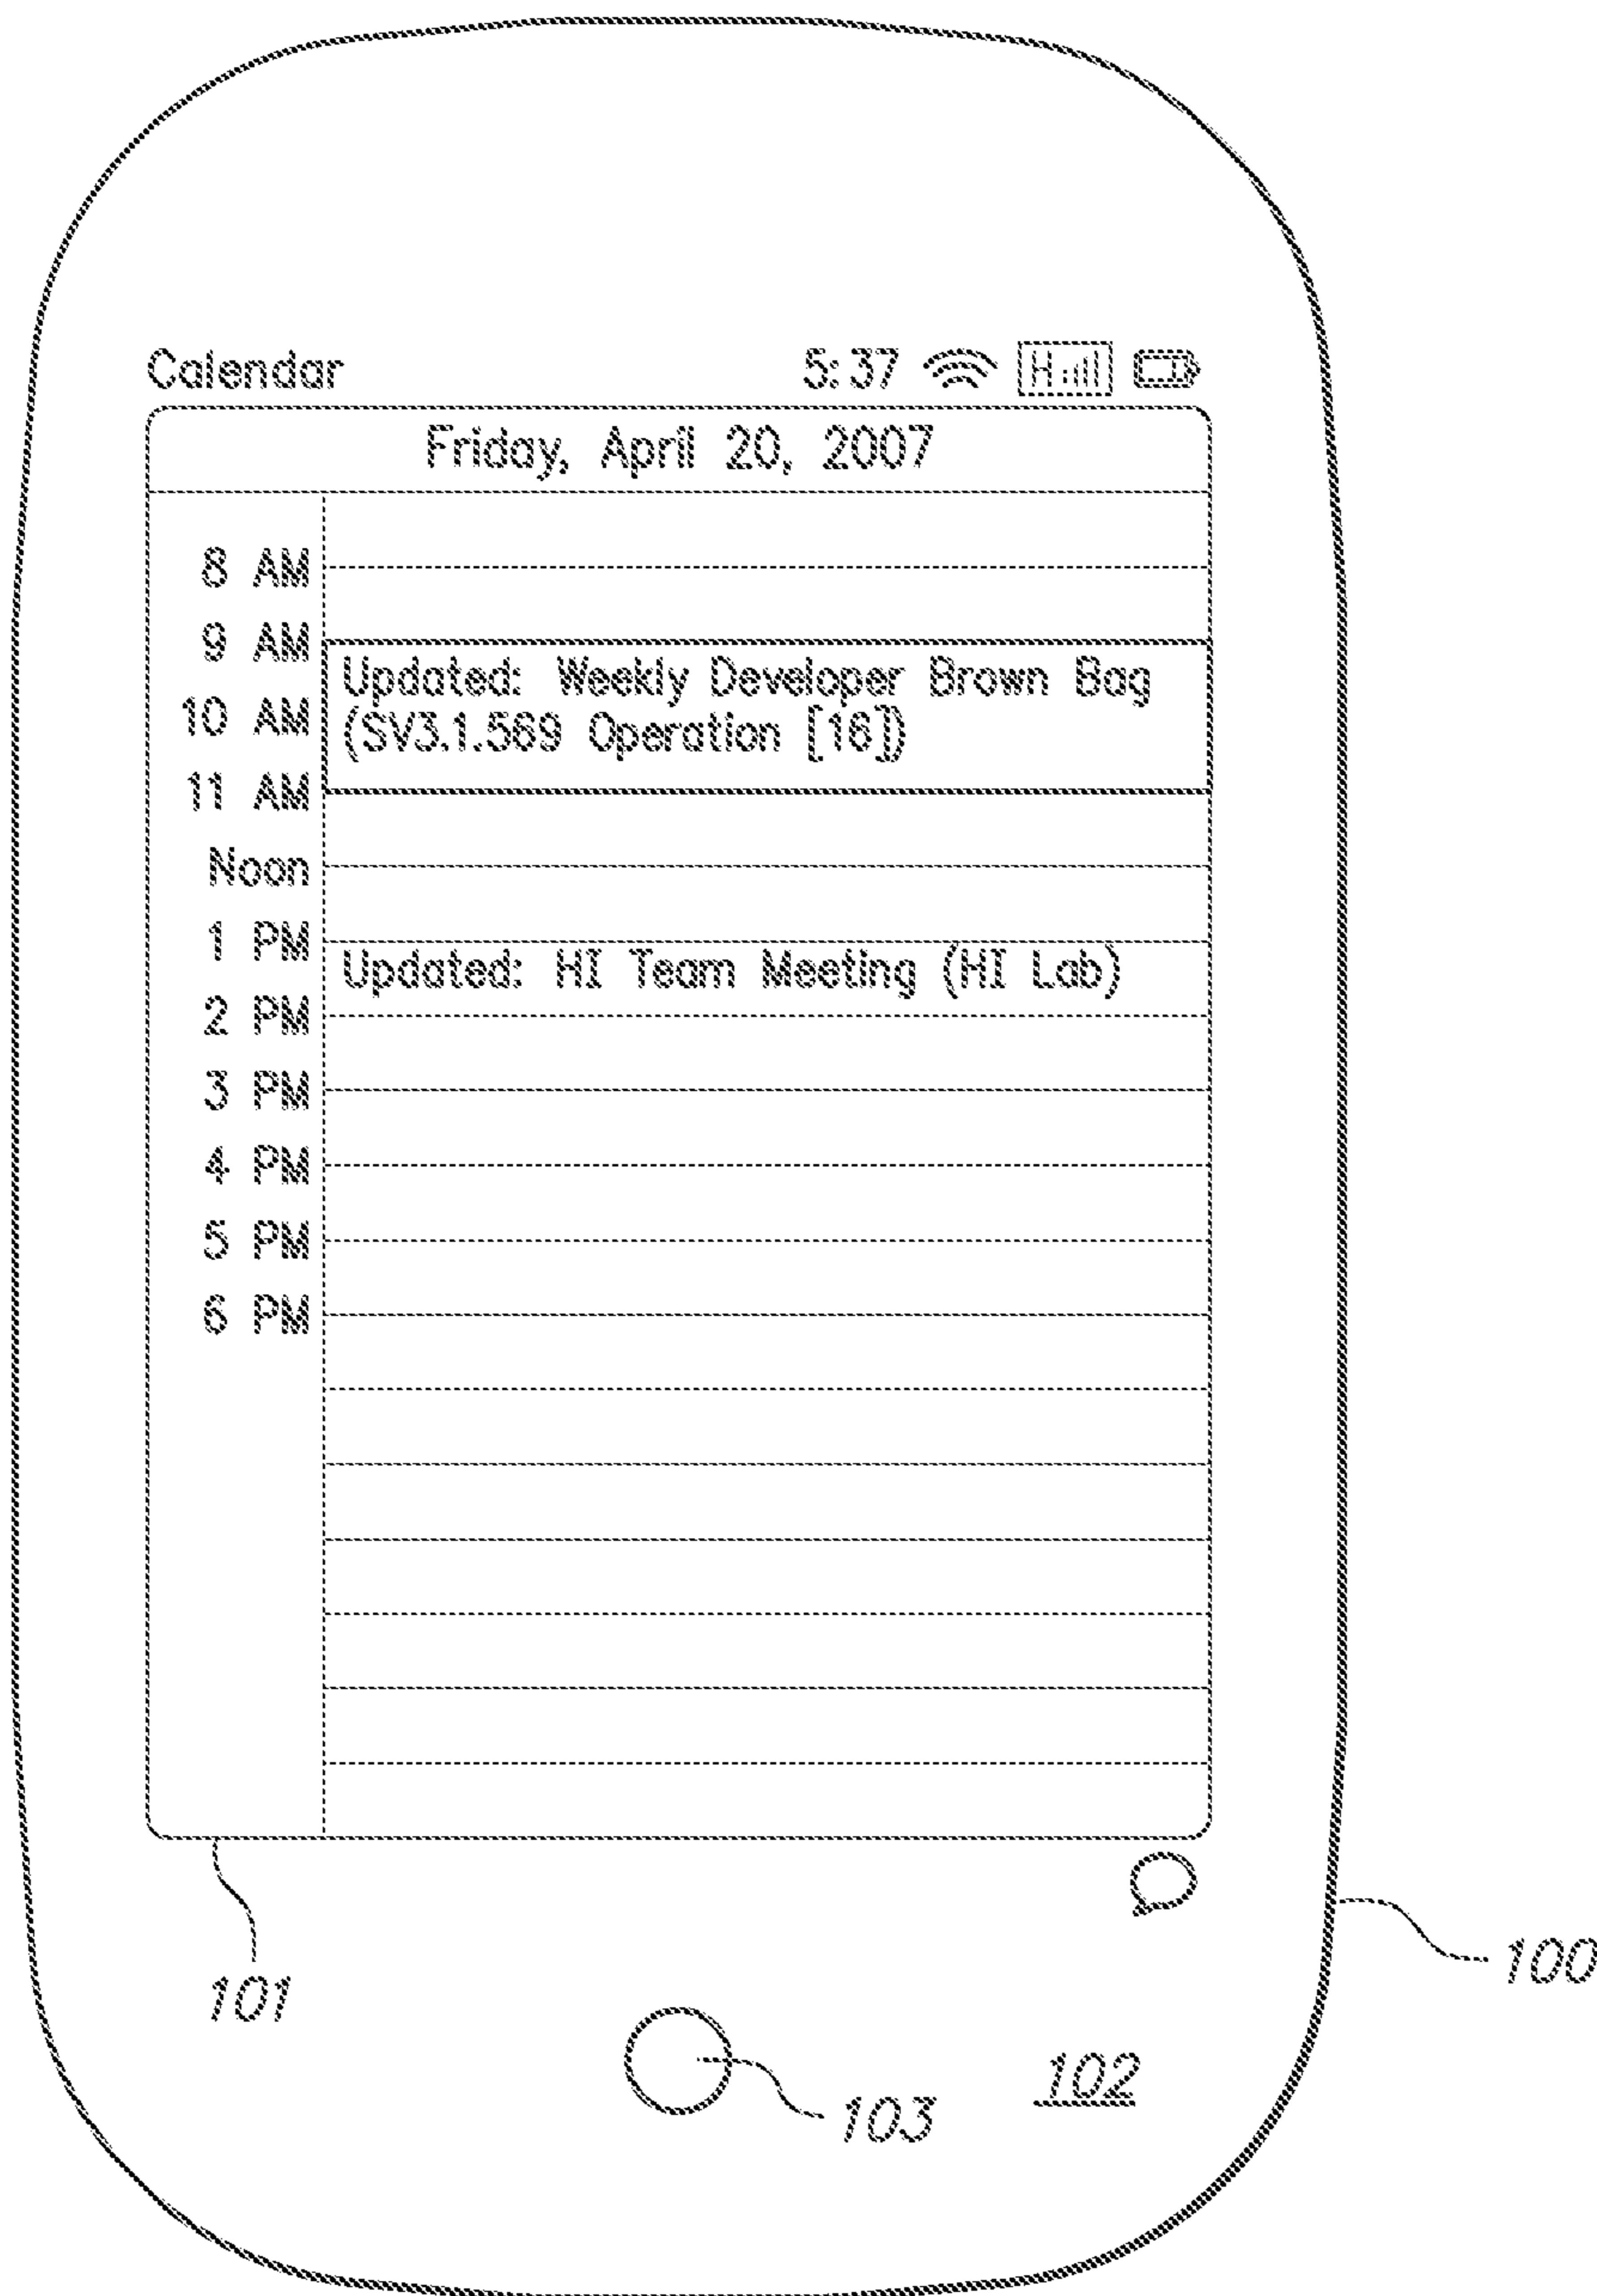 Calendar 5:37 H
Friday, April 20, 2007
8 AM
9 AM
Updated: Weekly Developer Brown Bag
10 AM (SV3.1.569 Operation [16])
11 AM
Noon
1 PM
Updated: HI Team Meeting (HI Lab)
2 PM
3 PM
4 PM
5 PM
6 PM
100
101
102
103